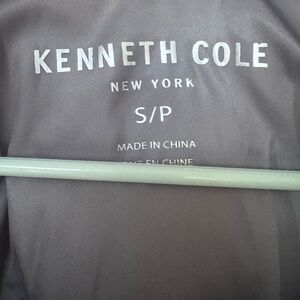 KENNETH COLE
NEW YORK
S/P
MADE IN CHINA
EN CHINE